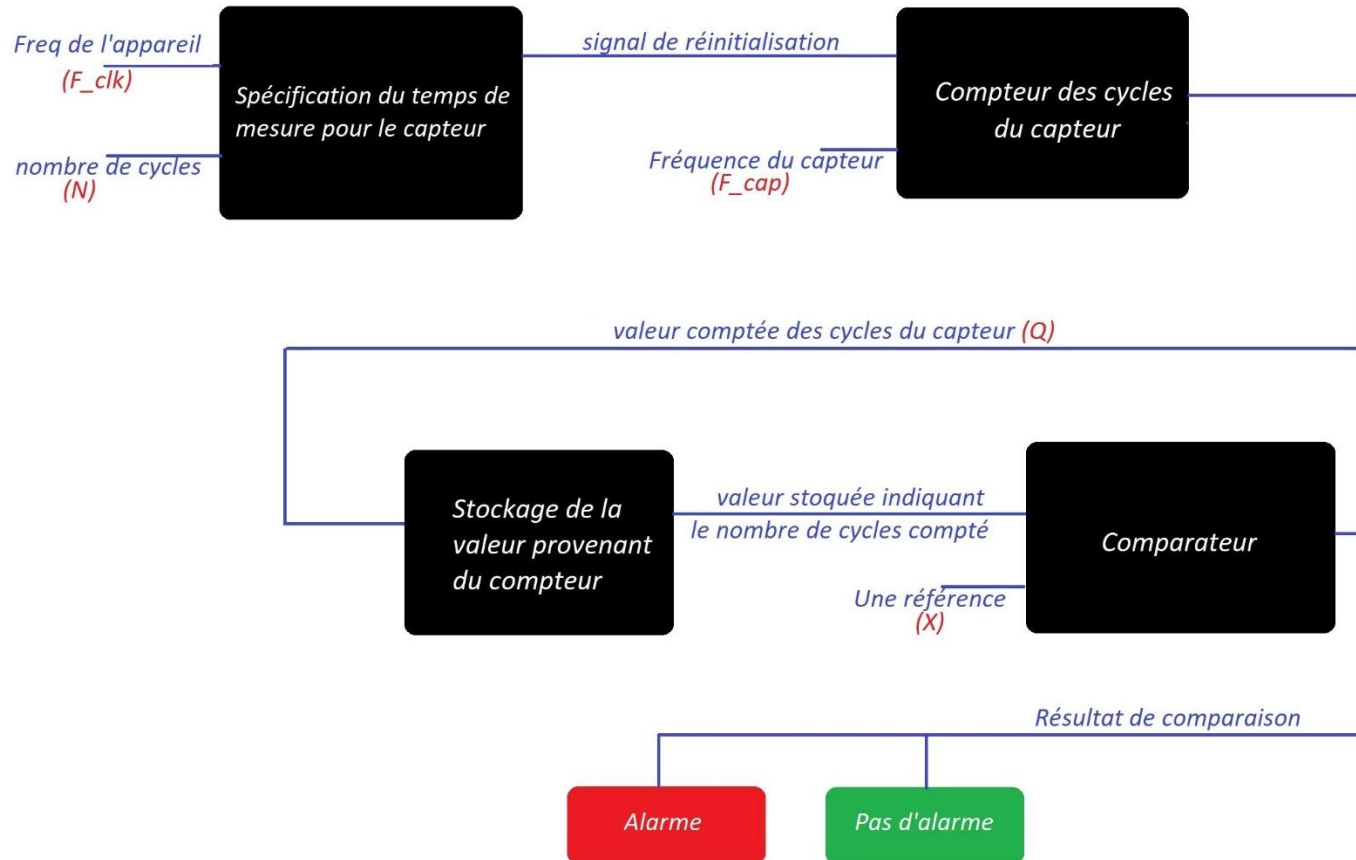 Freq de l'appareil
(F_clk)
nombre de cycles
(N)
Spécification du temps de
mesure pour le capteur
signal de réinitialisation
Fréquence du capteur
(F_cap)
Compteur des cycles
du capteur
valeur comptée des cycles du capteur (Q)
Stockage de la
valeur provenant
du compteur
valeur stoquée indiquant
le nombre de cycles compté
Une référence
(X)
Comparateur
Résultat de comparaison
Alarme
Pas d'alarme